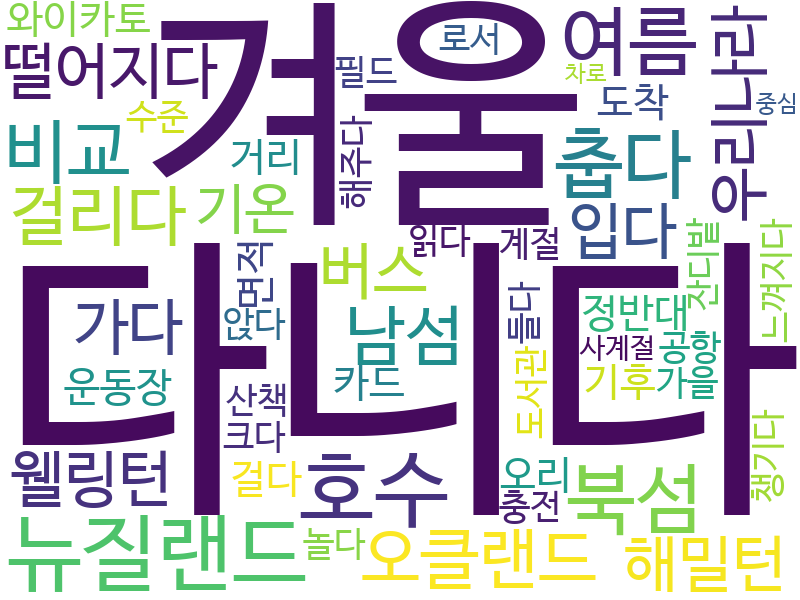 와이카토
겨울
로서
여름
우리나라
떨어지다
필드
차로
수준
도착
중심
비교
거리
해주다
춥다
걸리다
기온
입다
읽다
계절
잔디밭
느껴지다
다니다
면적
버스
가다
앉다
남섬
들다
정반대
사계절
공항
운동장
카드
도서관
기후
가을
산책
크다
챙기다
웰링턴
걷다
호수
오리
북섬
충전
뉴질랜드
놀다
오클랜드
해밀턴